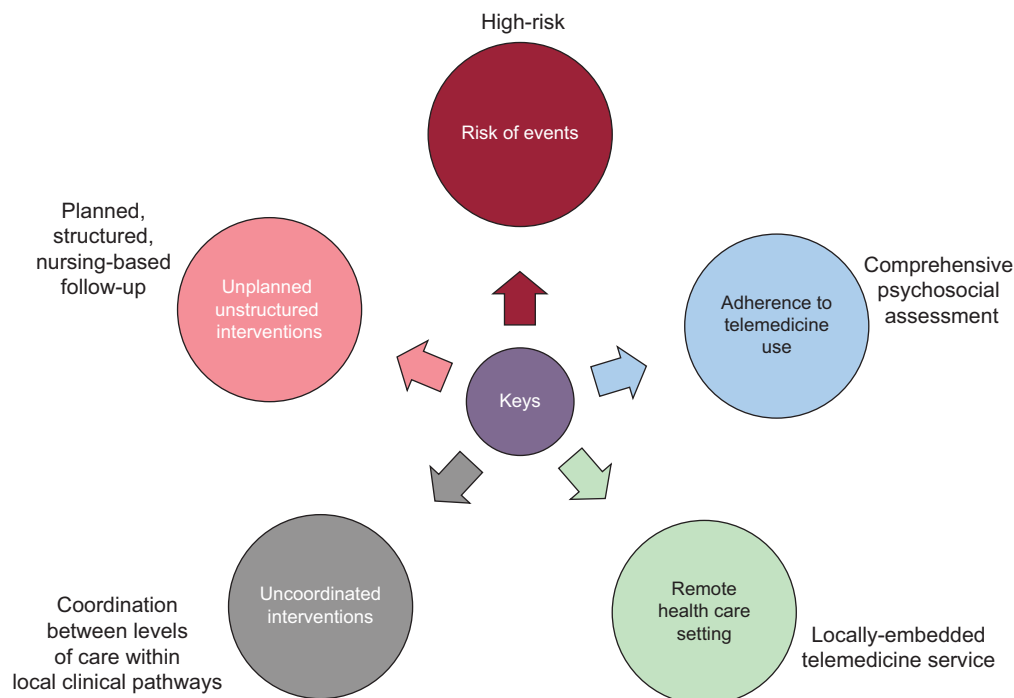 High-risk
Risk of events
Planned,
structured,
nursing-based
follow-up
Unplanned
unstructured
interventions
Adherence to
telemedicine
use
Comprehensive
psychosocial
assessment
Keys
Uncoordinated
interventions
Coordination
between levels
of care within
local clinical pathways
Remote
health care
setting
Locally-embedded
telemedicine service